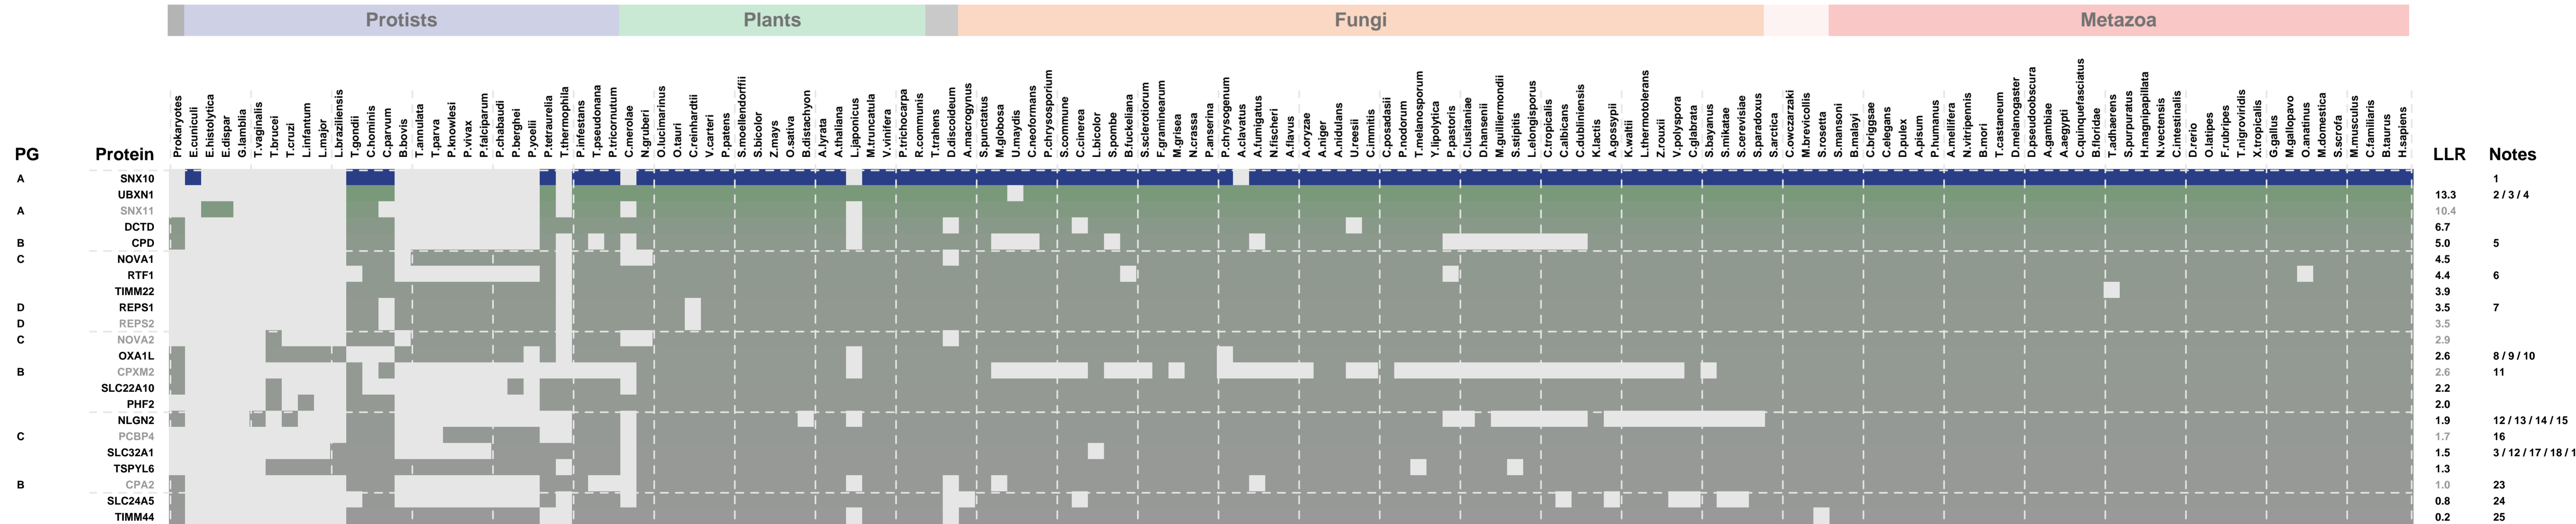 Protists Plants Fungi Metazoa
Prokaryotes E.cuniculi E.histolytica E.dispar G.lamblia T.vaginalis T.brucei T.cruzi L.infantum L.major L.braziliensis T.gondii C.hominis C.parvum B.bovis T.annulata T.parva P.knowlesi P.vivax P.falciparum P.chabaudi P.berghei P.yoelii P.tetraurelia T.thermophila P.infestans T.pseudonana P.tricornutum C.merolae N.gruberi O.lucimarinus O.tauri C.reinhardtii V.carteri P.patens S.moellendorffii S.bicolor Z.mays O.sativa B.distachyon A.lyrata A.thaliana L.japonicus M.truncatula V.vinifera P.trichocarpa R.communis T.trahens D.discoideum A.macrogynus S.punctatus M.globosa U.maydis C.neoformans P.chrysosporium S.commune C.cinerea L.bicolor S.pombe B.fuckeliana S.sclerotiorum F.graminearum M.grisea N.crassa P.anserina P.chrysogenum A.clavatus A.fumigatus N.fischeri A.flavus A.oryzae A.niger A.nidulans U.reesii C.immitis C.posadasii P.nodorum T.melanosporum Y.lipolytica P.pastoris C.lusitaniae D.hansenii M.guilliermondii S.stipitis L.elongisporus C.tropicalis C.albicans C.dubliniensis K.lactis A.gossypii K.waltii L.thermotolerans Z.rouxii V.polyspora C.glabrata S.bayanus S.mikatae S.cerevisiae S.paradoxus S.arctica C.owczarzaki M.brevicollis S.rosetta S.mansoni B.malayi C.briggsae C.elegans D.pulex A.pisum P.humanus A.mellifera N.vitripennis B.mori T.castaneum D.melanogaster D.pseudoobscura A.gambiae A.aegypti C.quinquefasciatus B.floridae T.adhaerens S.purpuratus H.magnipapillata N.vectensis C.intestinalis D.rerio O.latipes F.rubripes T.nigroviridis X.tropicalis G.gallus M.gallopavo O.anatinus M.domestica S.scrofa M.musculus C.familiaris B.taurus H.sapiens
PG Protein LLR Notes
A SNX10 1
UBXN1 13.3 2 / 3 / 4
A SNX11 10.4
DCTD 6.7
B CPD 5.0 5
C NOVA1 4.5
RTF1 4.4 6
TIMM22 3.9
D REPS1 3.5 7
D REPS2 3.5
C NOVA2 2.9
OXA1L 2.6 8 / 9 / 10
B CPXM2 2.6 11
SLC22A10 2.2
PHF2 2.0
NLGN2 1.9 12 / 13 / 14 / 15
C PCBP4 1.7 16
SLC32A1 1.5 3 / 12 / 17 / 18 / 1
TSPYL6 1.3
B CPA2 1.0 23
SLC24A5 0.8 24
TIMM44 0.2 25